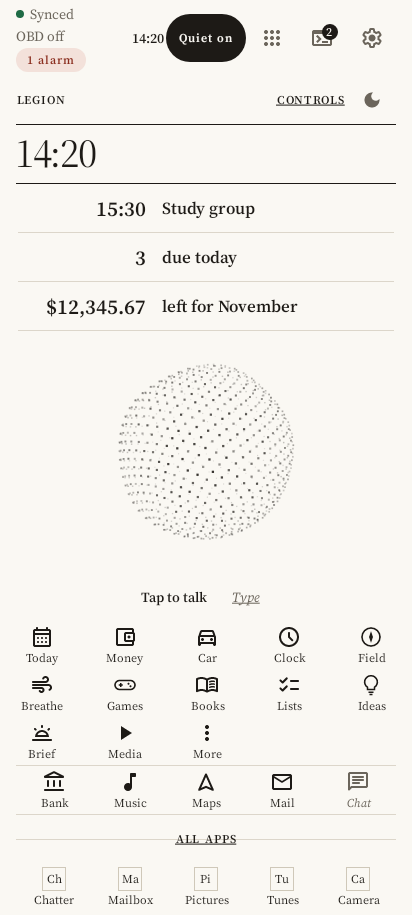 Synced
OBD off
1 alarm
14:20
Quiet on
2
LEGION
CONTROLS
14:20
15:30 Study group
3 due today
$12,345.67 left for November
Tap to talk Type
Today Money Car Clock Field
Breathe Games Books Lists Ideas
Brief Media More
Bank Music Maps Mail Chat
ALL APPS
Ch Ma Pi Tu Ca
Chatter Mailbox Pictures Tunes Camera